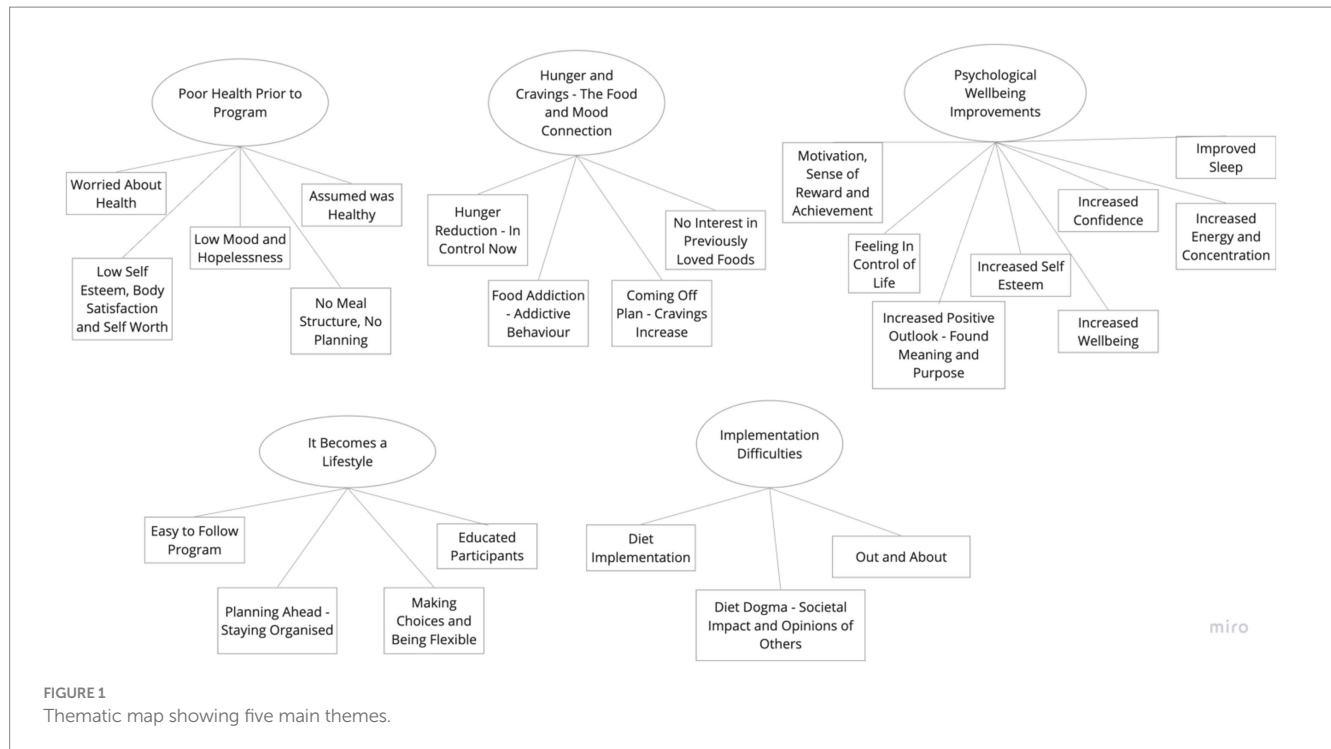 Poor Health Prior to
Program
Worried About
Health
Assumed was
Healthy
Low Mood and
Hopelessness
Low Self
Esteem, Body
Satisfaction
and Self Worth
No Meal
Structure, No
Planning
Hunger and
Cravings - The Food
and Mood
Connection
Hunger
Reduction - In
Control Now
No Interest in
Previously
Loved Foods
Food Addiction
- Addictive
Behaviour
Coming Off
Plan - Cravings
Increase
Psychological
Wellbeing
Improvements
Motivation,
Sense of
Reward and
Achievement
Improved
Sleep
Increased
Confidence
Increased
Energy and
Concentration
Feeling In
Control of
Life
Increased Self
Esteem
Increased Positive
Outlook - Found
Meaning and
Purpose
Increased
Wellbeing
It Becomes a
Lifestyle
Easy to Follow
Program
Educated
Participants
Planning Ahead -
Staying Organised
Making
Choices and
Being Flexible
Implementation
Difficulties
Diet
Implementation
Out and About
Diet Dogma - Societal
Impact and Opinions of
Others
miro
FIGURE 1
Thematic map showing five main themes.